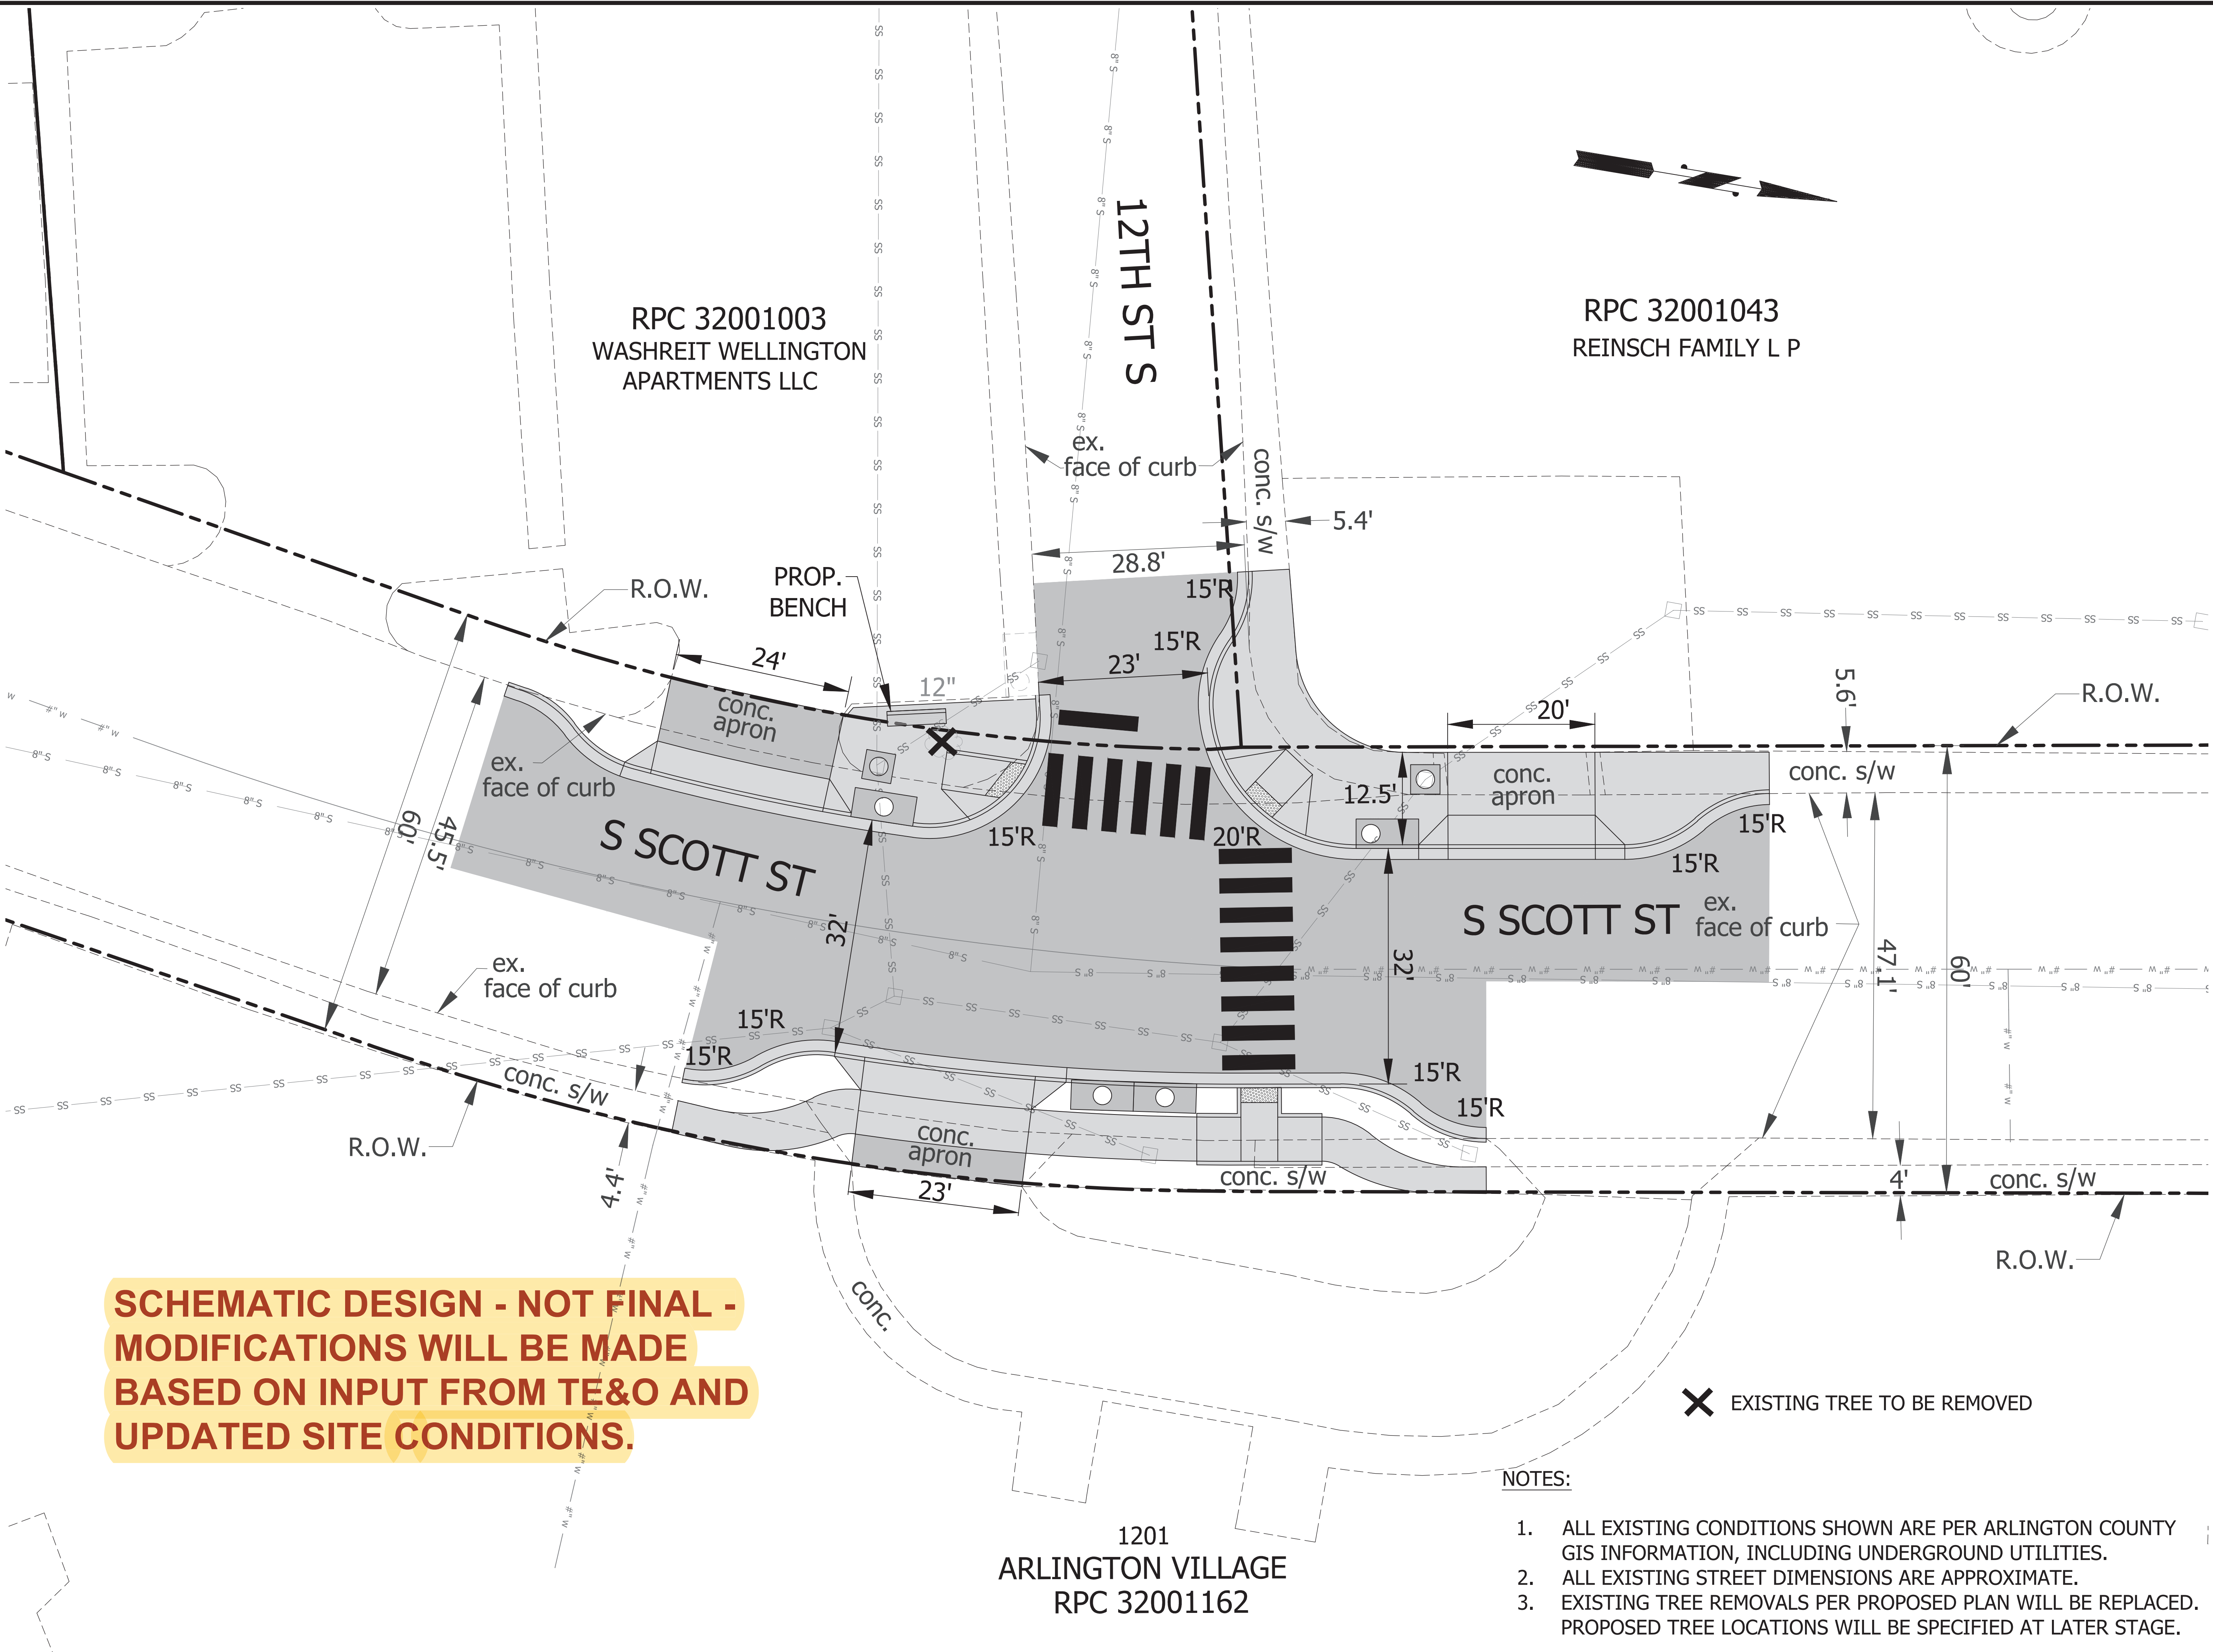 12TH ST S
RPC 32001003
WASHREIT WELLINGTON
APARTMENTS LLC
RPC 32001043
REINSCH FAMILY L P
ex.
face of curb
conc. s/w
5.4'
28.8'
15'R
15'R
23'
R.O.W.
PROP.
BENCH
24'
12"
conc.
apron
ex.
face of curb
60'
45.5'
S SCOTT ST
32'
15'R
20'R
12.5'
20'
conc.
apron
5.6'
R.O.W.
conc. s/w
15'R
15'R
S SCOTT ST
ex.
face of curb
32'
47.1'
60'
ex.
face of curb
15'R
15'R
conc. s/w
R.O.W.
4.4'
conc.
apron
23'
conc. s/w
15'R
15'R
4'
conc. s/w
R.O.W.
conc.
SCHEMATIC DESIGN - NOT FINAL -
MODIFICATIONS WILL BE MADE
BASED ON INPUT FROM TE&O AND
UPDATED SITE CONDITIONS.
EXISTING TREE TO BE REMOVED
1201
ARLINGTON VILLAGE
RPC 32001162
NOTES:
1. ALL EXISTING CONDITIONS SHOWN ARE PER ARLINGTON COUNTY
GIS INFORMATION, INCLUDING UNDERGROUND UTILITIES.
2. ALL EXISTING STREET DIMENSIONS ARE APPROXIMATE.
3. EXISTING TREE REMOVALS PER PROPOSED PLAN WILL BE REPLACED.
PROPOSED TREE LOCATIONS WILL BE SPECIFIED AT LATER STAGE.